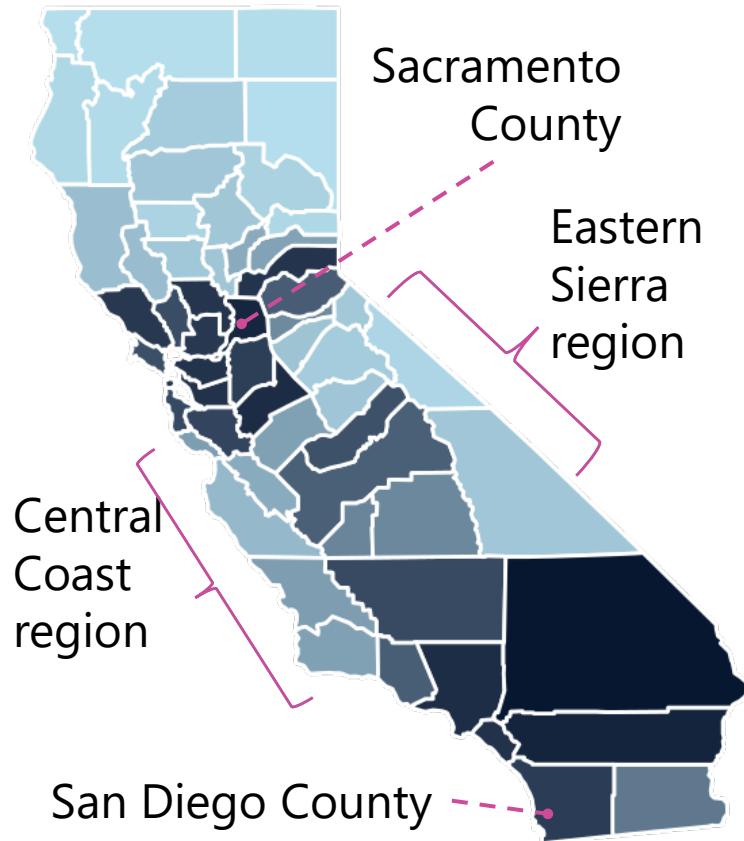 Sacramento
County
Eastern
Sierra
region
Central
Coast
region
San Diego County